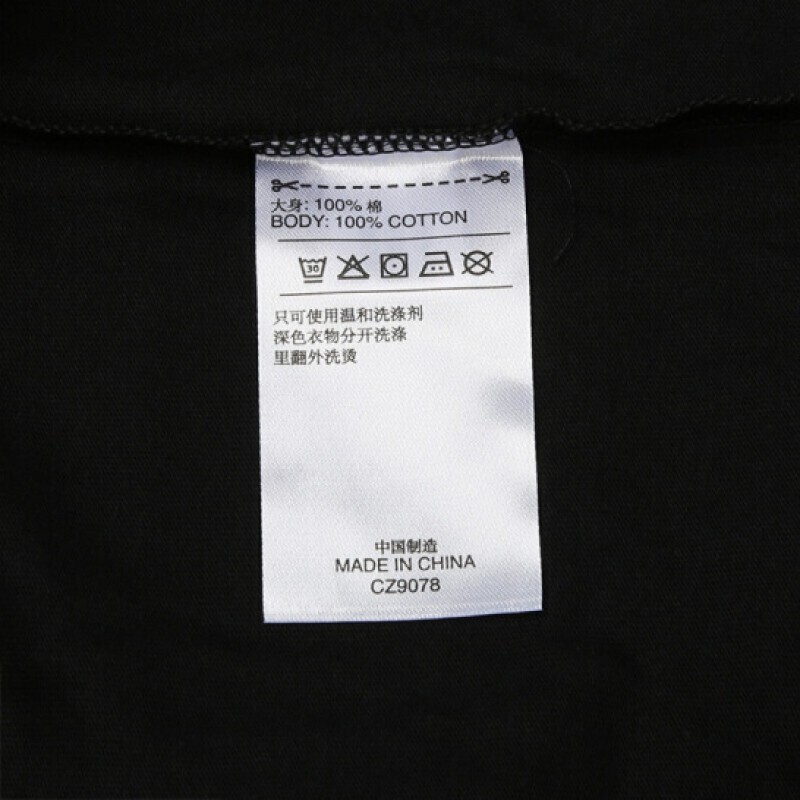 大身: 100% 棉
BODY: 100% COTTON
30
只可使用温和洗涤剂
深色衣物分开洗涤
里翻外洗烫
中国制造
MADE IN CHINA
CZ9078